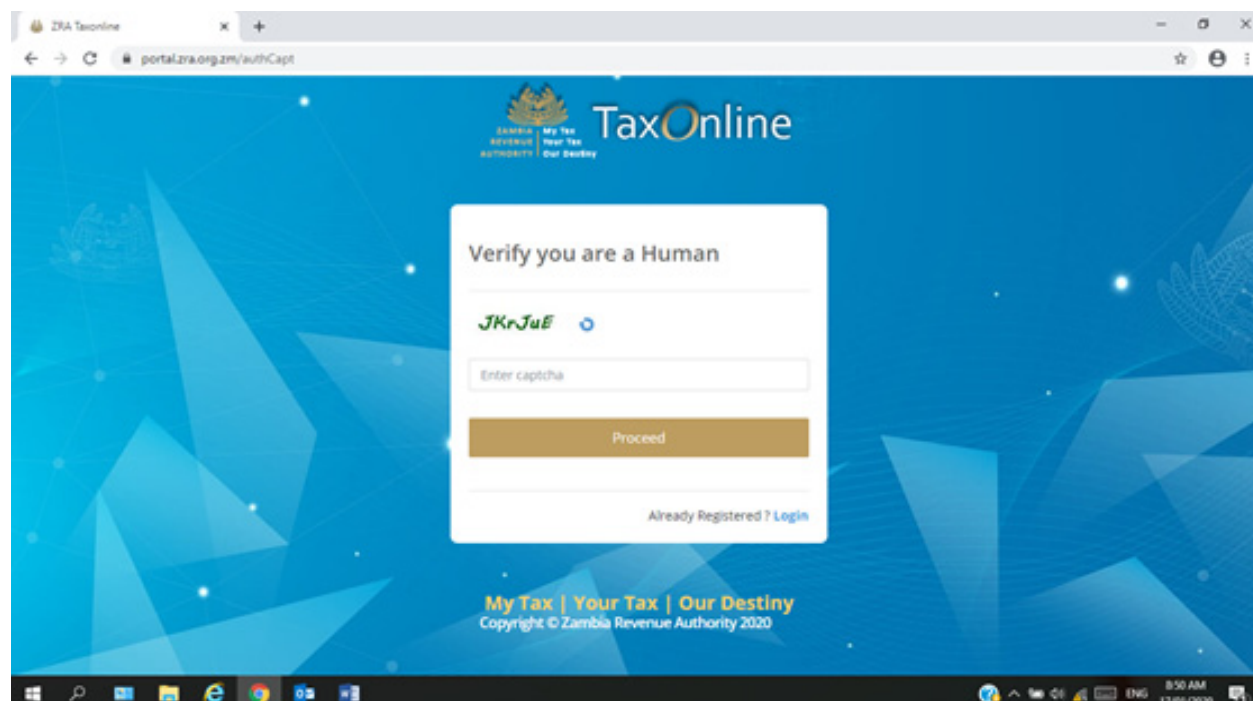 ZRA Taxonline
portal.zra.org.zm/authCapt
ZAMBIA REVENUE AUTHORITY
My Tax
Your Tax
Our Destiny
TaxOnline
Verify you are a Human
JKrJuE
Enter captcha
Proceed
Already Registered ? Login
My Tax | Your Tax | Our Destiny
Copyright © Zambia Revenue Authority 2020
ENG
8:50 AM